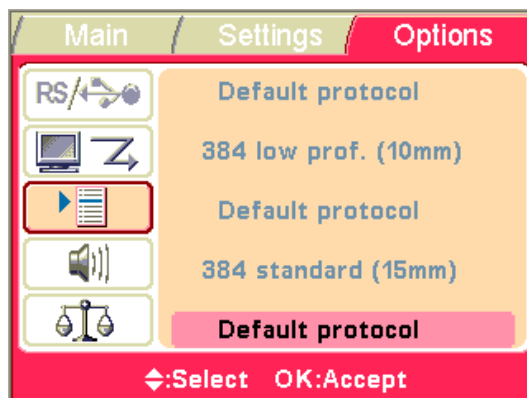 Main Settings Options
RS/
Default protocol
384 low prof. (10mm)
Default protocol
384 standard (15mm)
Default protocol
:Select OK:Accept